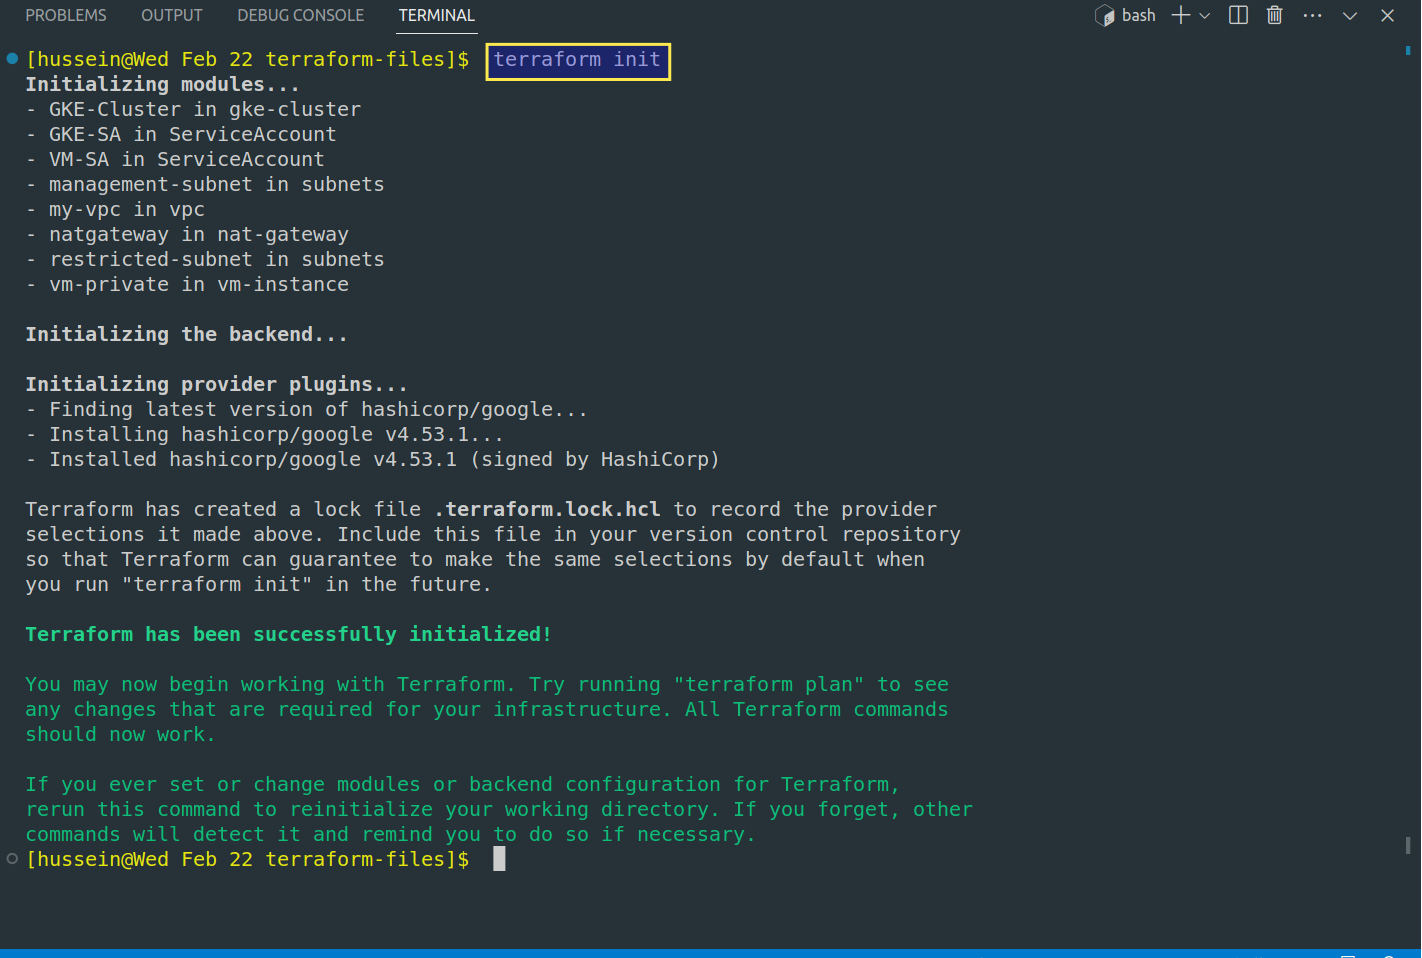 PROBLEMS OUTPUT DEBUG CONSOLE TERMINAL bash
[hussein@Wed Feb 22 terraform-files]$ terraform init
Initializing modules...
- GKE-Cluster in gke-cluster
- GKE-SA in ServiceAccount
- VM-SA in ServiceAccount
- management-subnet in subnets
- my-vpc in vpc
- natgateway in nat-gateway
- restricted-subnet in subnets
- vm-private in vm-instance
Initializing the backend...
Initializing provider plugins...
- Finding latest version of hashicorp/google...
- Installing hashicorp/google v4.53.1...
- Installed hashicorp/google v4.53.1 (signed by HashiCorp)
Terraform has created a lock file .terraform.lock.hcl to record the provider
selections it made above. Include this file in your version control repository
so that Terraform can guarantee to make the same selections by default when
you run "terraform init" in the future.
Terraform has been successfully initialized!
You may now begin working with Terraform. Try running "terraform plan" to see
any changes that are required for your infrastructure. All Terraform commands
should now work.
If you ever set or change modules or backend configuration for Terraform,
rerun this command to reinitialize your working directory. If you forget, other
commands will detect it and remind you to do so if necessary.
[hussein@Wed Feb 22 terraform-files]$